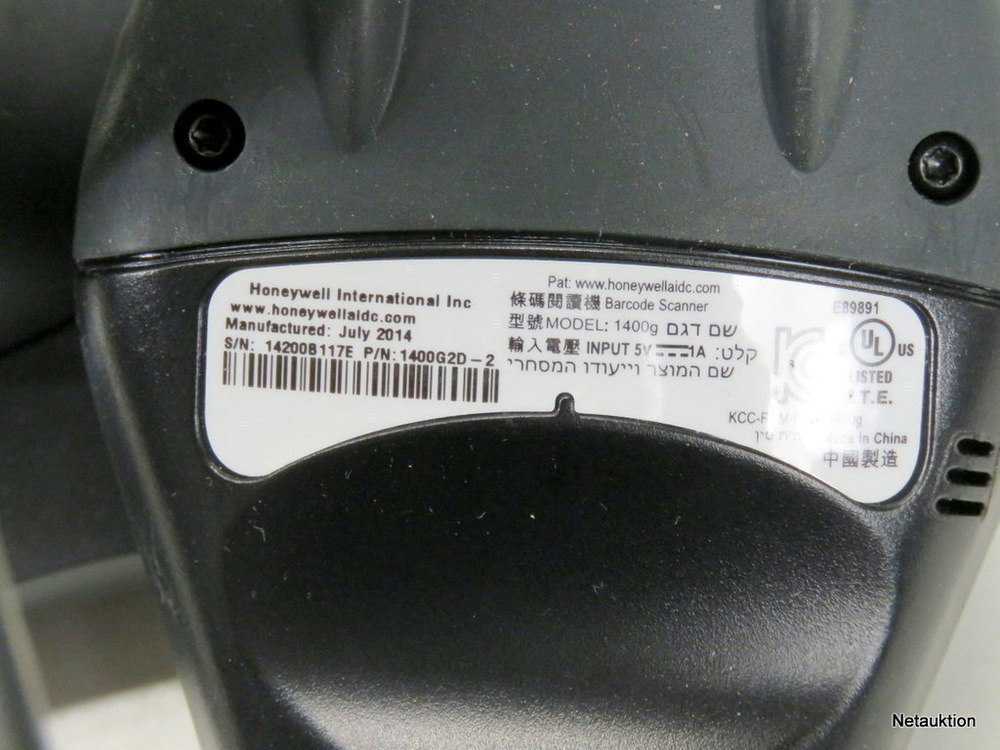 Honeywell International Inc
www.honeywellaidc.com
Manufactured: July 2014
S/N: 14200B117E P/N:1400G2D-2
Pat: www.honeywellaidc.com
條碼閱讀機 Barcode Scanner
型號MODEL: 1400g שם דגם
輸入電壓 INPUT 5V 1A קלט:
שם המוצר וייעודו המסחרי
E89891
UL US
LISTED
I.T.E.
in China
中國製造
Netauktion